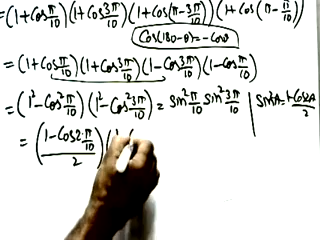 =(1+Cos π/10)(1+Cos 3π/10)(1+Cos(π-3π/10))(1+Cos(π-π/10))
Cos(180-θ)=-Cosθ
=(1+Cos π/10)(1+Cos 3π/10)(1-Cos 3π/10)(1-Cos π/10)
=(1²-Cos² π/10)(1²-Cos² 3π/10)= Sin² π/10 Sin² 3π/10 | Sin²A=1-Cos2A/2
=(1-Cos2·π/10/2)(1